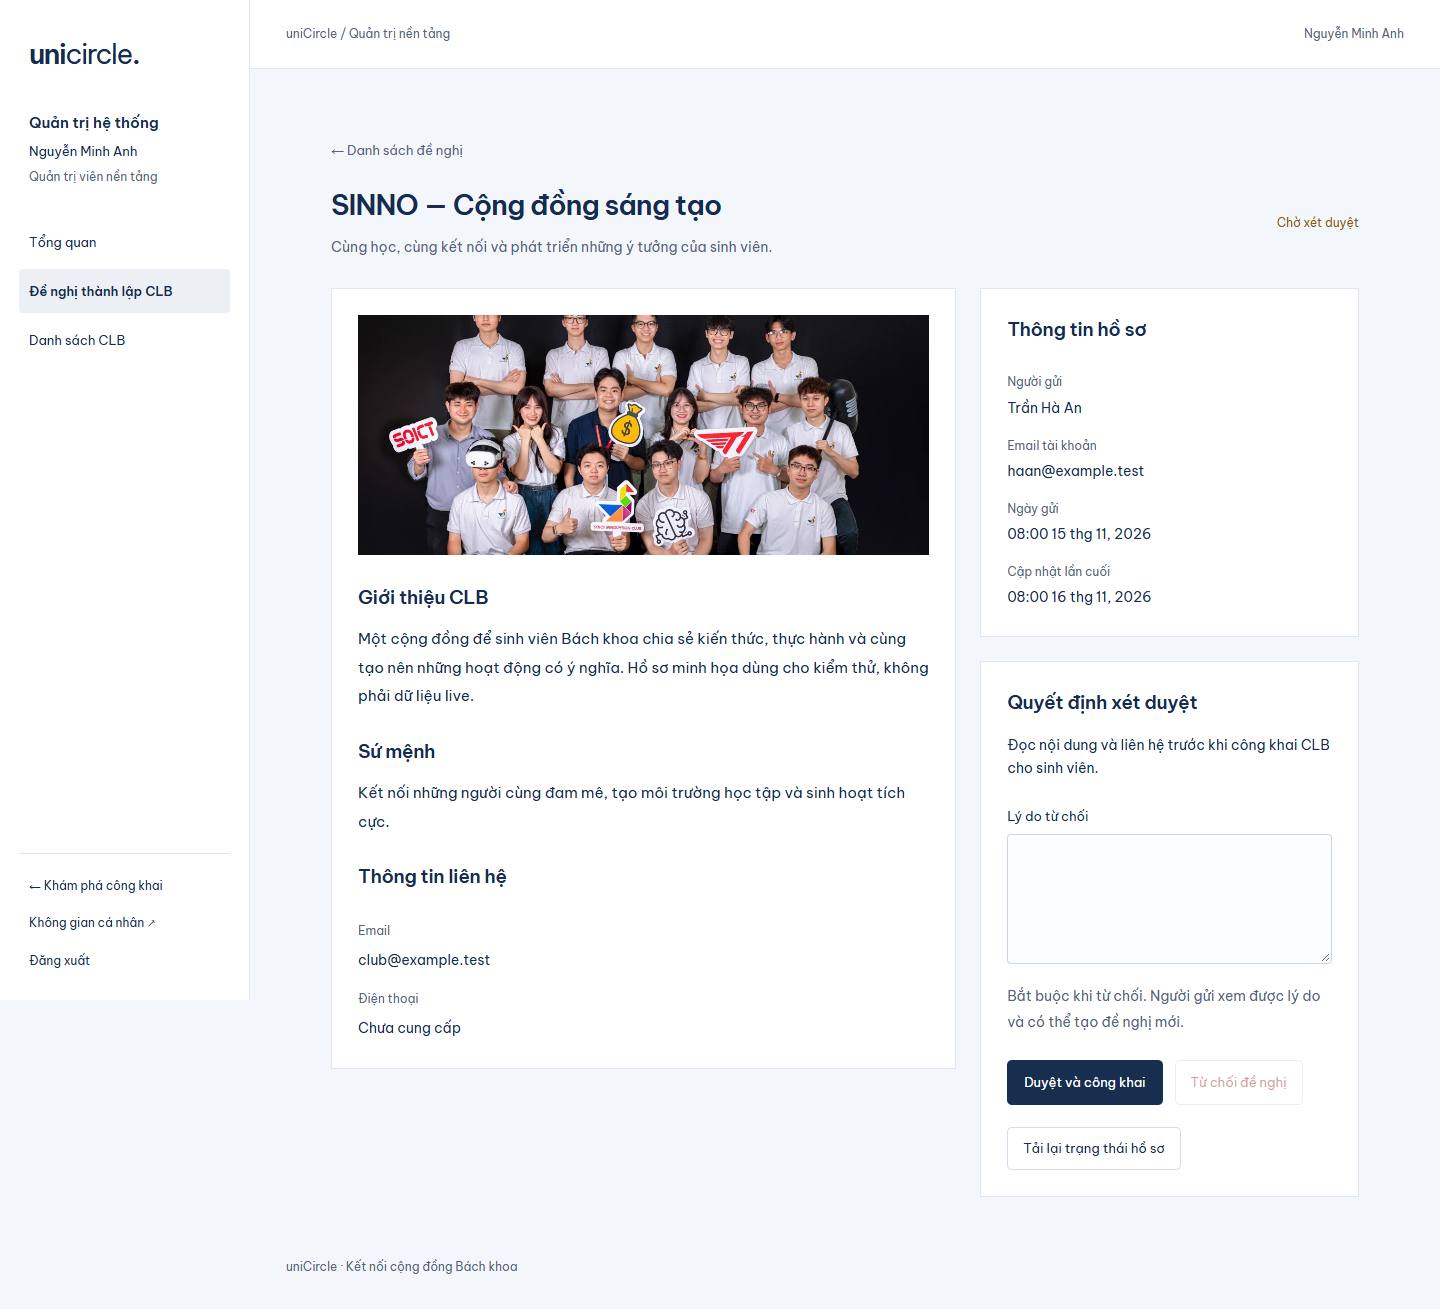 unicircle.
Quản trị hệ thống
Nguyễn Minh Anh
Quản trị viên nền tảng
Tổng quan
Đề nghị thành lập CLB
Danh sách CLB
← Khám phá công khai
Không gian cá nhân ↗
Đăng xuất
uniCircle / Quản trị nền tảng
Nguyễn Minh Anh
← Danh sách đề nghị
SINNO — Cộng đồng sáng tạo
Cùng học, cùng kết nối và phát triển những ý tưởng của sinh viên.
Chờ xét duyệt
SOICT
$
T1
SOICT INNOVATION CLUB
Giới thiệu CLB
Một cộng đồng để sinh viên Bách khoa chia sẻ kiến thức, thực hành và cùng
tạo nên những hoạt động có ý nghĩa. Hồ sơ minh họa dùng cho kiểm thử, không
phải dữ liệu live.
Sứ mệnh
Kết nối những người cùng đam mê, tạo môi trường học tập và sinh hoạt tích
cực.
Thông tin liên hệ
Email
club@example.test
Điện thoại
Chưa cung cấp
Thông tin hồ sơ
Người gửi
Trần Hà An
Email tài khoản
haan@example.test
Ngày gửi
08:00 15 thg 11, 2026
Cập nhật lần cuối
08:00 16 thg 11, 2026
Quyết định xét duyệt
Đọc nội dung và liên hệ trước khi công khai CLB
cho sinh viên.
Lý do từ chối
Bắt buộc khi từ chối. Người gửi xem được lý do
và có thể tạo đề nghị mới.
Duyệt và công khai
Từ chối đề nghị
Tải lại trạng thái hồ sơ
uniCircle · Kết nối cộng đồng Bách khoa